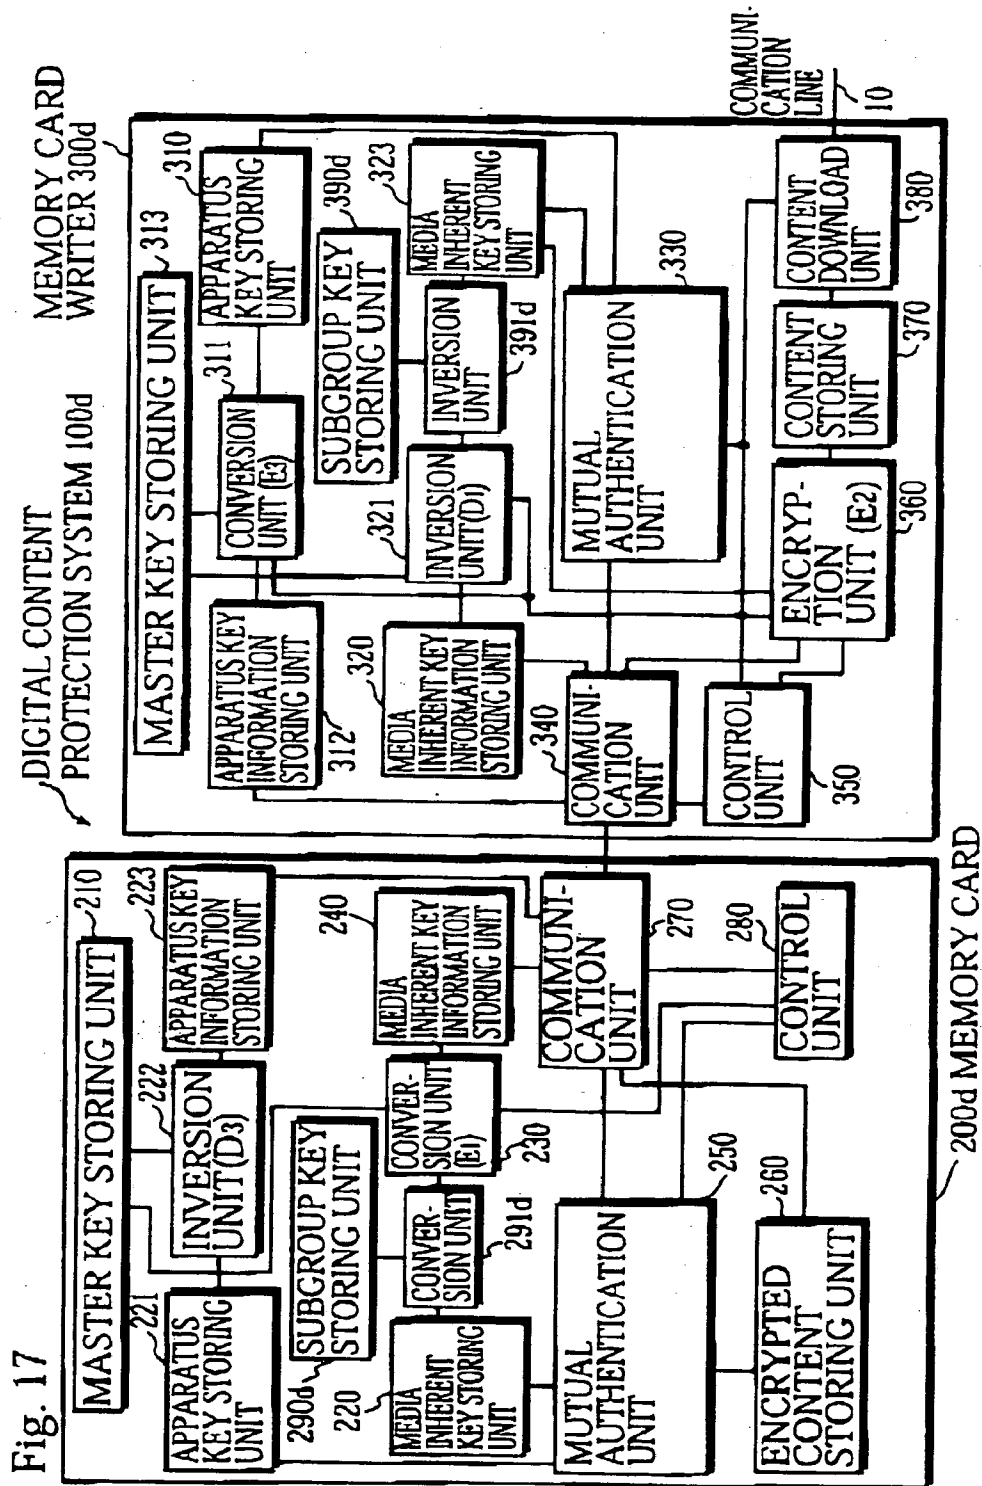 Fig. 17
DIGITAL CONTENT
PROTECTION SYSTEM 100d
MASTER KEY STORING UNIT
210
APPARATUS
KEY STORING
UNIT
221
INVERSION
UNIT (D3)
222
APPARATUS KEY
INFORMATION
STORING UNIT
223
SUBGROUP KEY
STORING UNIT
290d
MEDIA
INHERENT
KEY STORING
UNIT
220
CONVER-
SION UNIT
291d
CONVER-
SION UNIT
(E1)
230
MEDIA
INHERENT KEY
INFORMATION
STORING UNIT
240
MUTUAL
AUTHENTICATION
UNIT
250
COMMUNI-
CATION
UNIT
270
ENCRYPTED
CONTENT
STORING UNIT
260
CONTROL
UNIT
280
200d MEMORY CARD
MEMORY CARD
WRITER 300d
MASTER KEY STORING UNIT
313
APPARATUS KEY
INFORMATION
STORING UNIT
312
CONVERSION
UNIT (E3)
311
APPARATUS
KEY STORING
UNIT
310
SUBGROUP KEY
STORING UNIT
390d
MEDIA
INHERENT KEY
INFORMATION
STORING UNIT
320
INVERSION
UNIT (D1)
321
INVERSION
UNIT
391d
MEDIA
INHERENT
KEY STORING
UNIT
323
COMMUNI-
CATION
UNIT
340
MUTUAL
AUTHENTICATION
UNIT
330
CONTROL
UNIT
350
ENCRYP-
TION
UNIT (E2)
360
CONTENT
STORING
UNIT
370
CONTENT
DOWNLOAD
UNIT
380
COMMUNI-
CATION
LINE
10